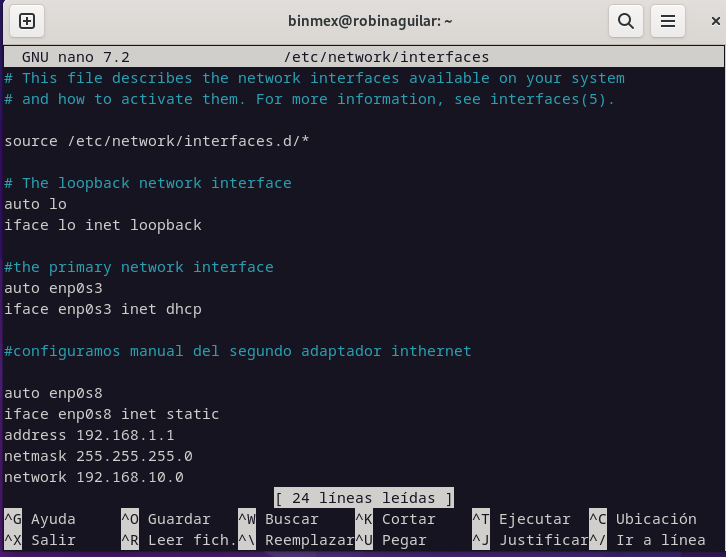 binmex@robinaguilar: ~
GNU nano 7.2 /etc/network/interfaces
# This file describes the network interfaces available on your system
# and how to activate them. For more information, see interfaces(5).
source /etc/network/interfaces.d/*
# The loopback network interface
auto lo
iface lo inet loopback
#the primary network interface
auto enp0s3
iface enp0s3 inet dhcp
#configuramos manual del segundo adaptador inthernet
auto enp0s8
iface enp0s8 inet static
address 192.168.1.1
netmask 255.255.255.0
network 192.168.10.0
[ 24 líneas leídas ]
^G Ayuda ^O Guardar ^W Buscar ^K Cortar ^T Ejecutar ^C Ubicación
^X Salir ^R Leer fich. ^\ Reemplazar ^U Pegar ^J Justificar ^/ Ir a línea